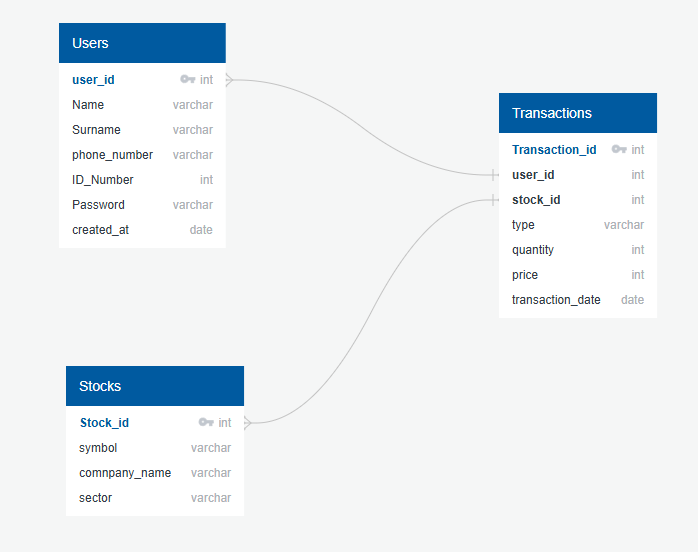 Users
user_id int
Name varchar
Surname varchar
phone_number varchar
ID_Number int
Password varchar
created_at date
Transactions
Transaction_id int
user_id int
stock_id int
type varchar
quantity int
price int
transaction_date date
Stocks
Stock_id int
symbol varchar
comnpany_name varchar
sector varchar